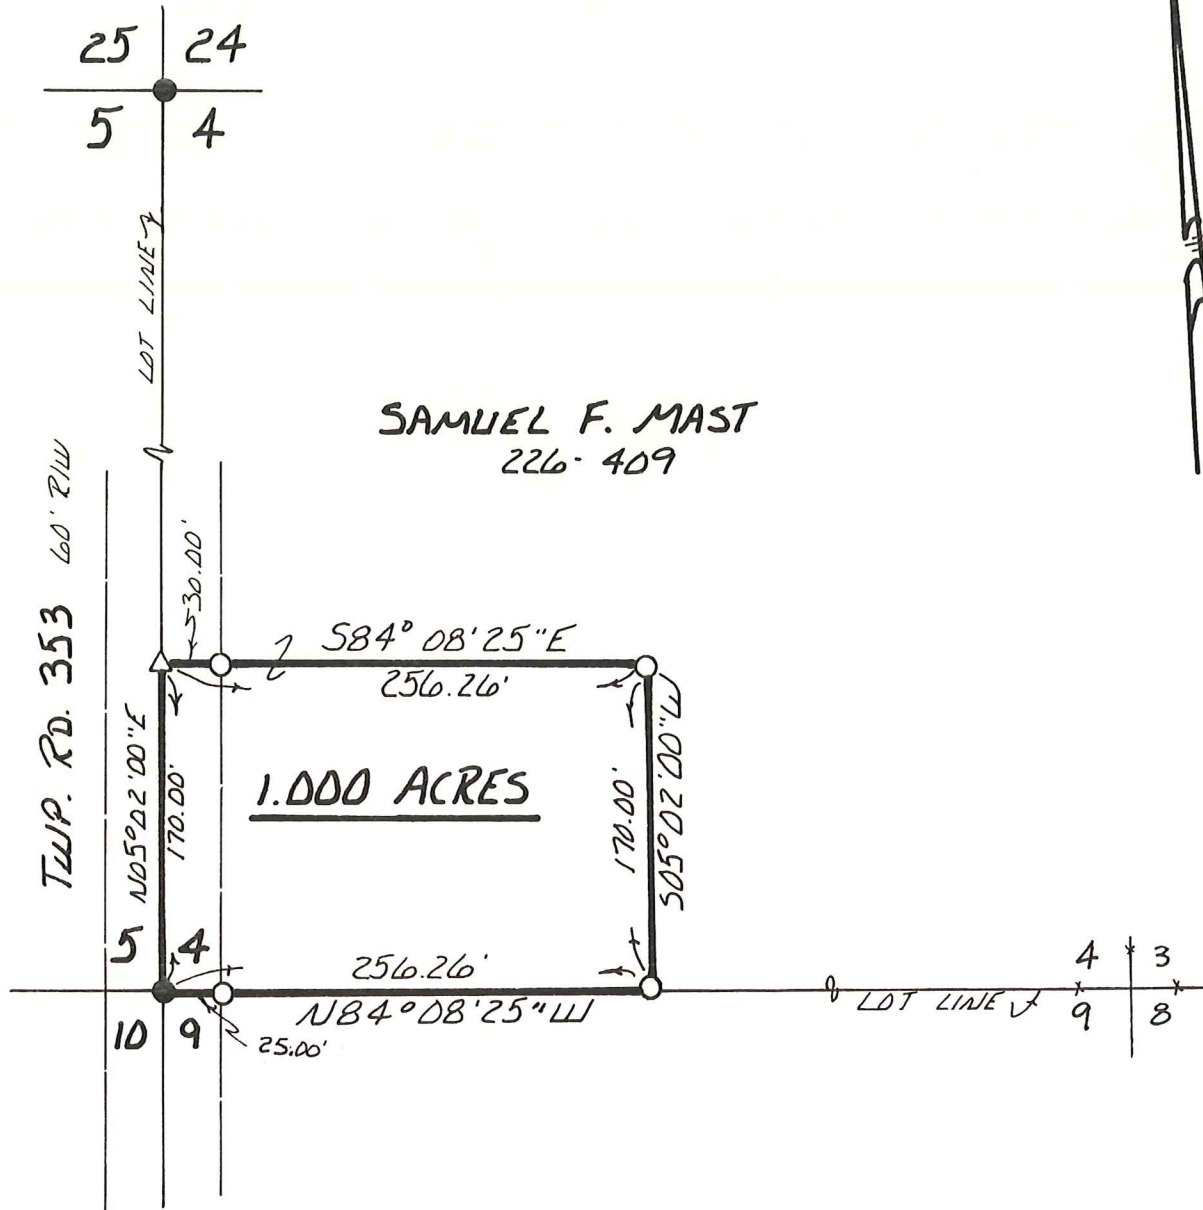 25 24
5 4
LOT LINE
SAMUEL F. MAST
226-409
TWP. RD. 353 60' R/W
30.00'
S84° 08'25"E
256.26'
N05°02'00"E
170.00'
1.000 ACRES
170.00'
S05°02'00"W
5 4
10 9
256.26'
N84°08'25"W
25.00'
LOT LINE
4 3
9 8